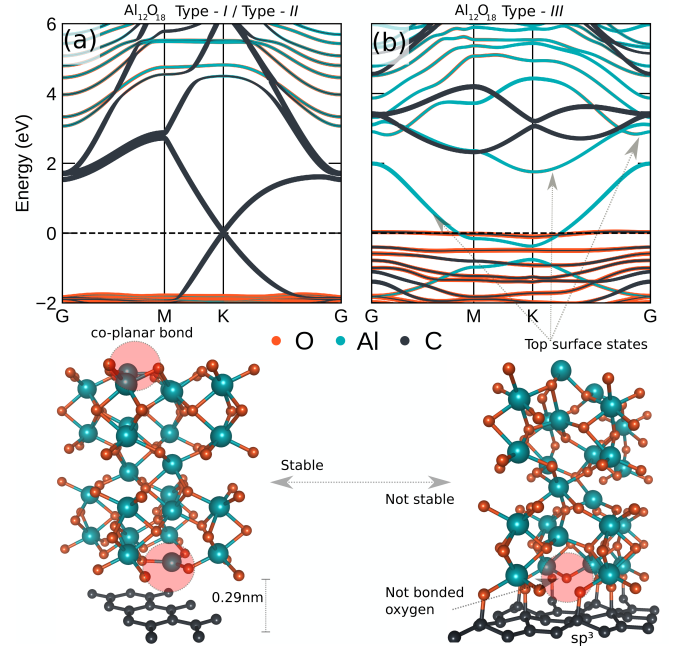 Al₁₂O₁₈ Type - I / Type - II
Al₁₂O₁₈ Type - III
(a)
(b)
Energy (eV)
6
4
2
0
−2
G M K G
G M K G
Top surface states
co-planar bond
O Al C
Stable
Not stable
0.29nm
Not bonded
oxygen
sp³